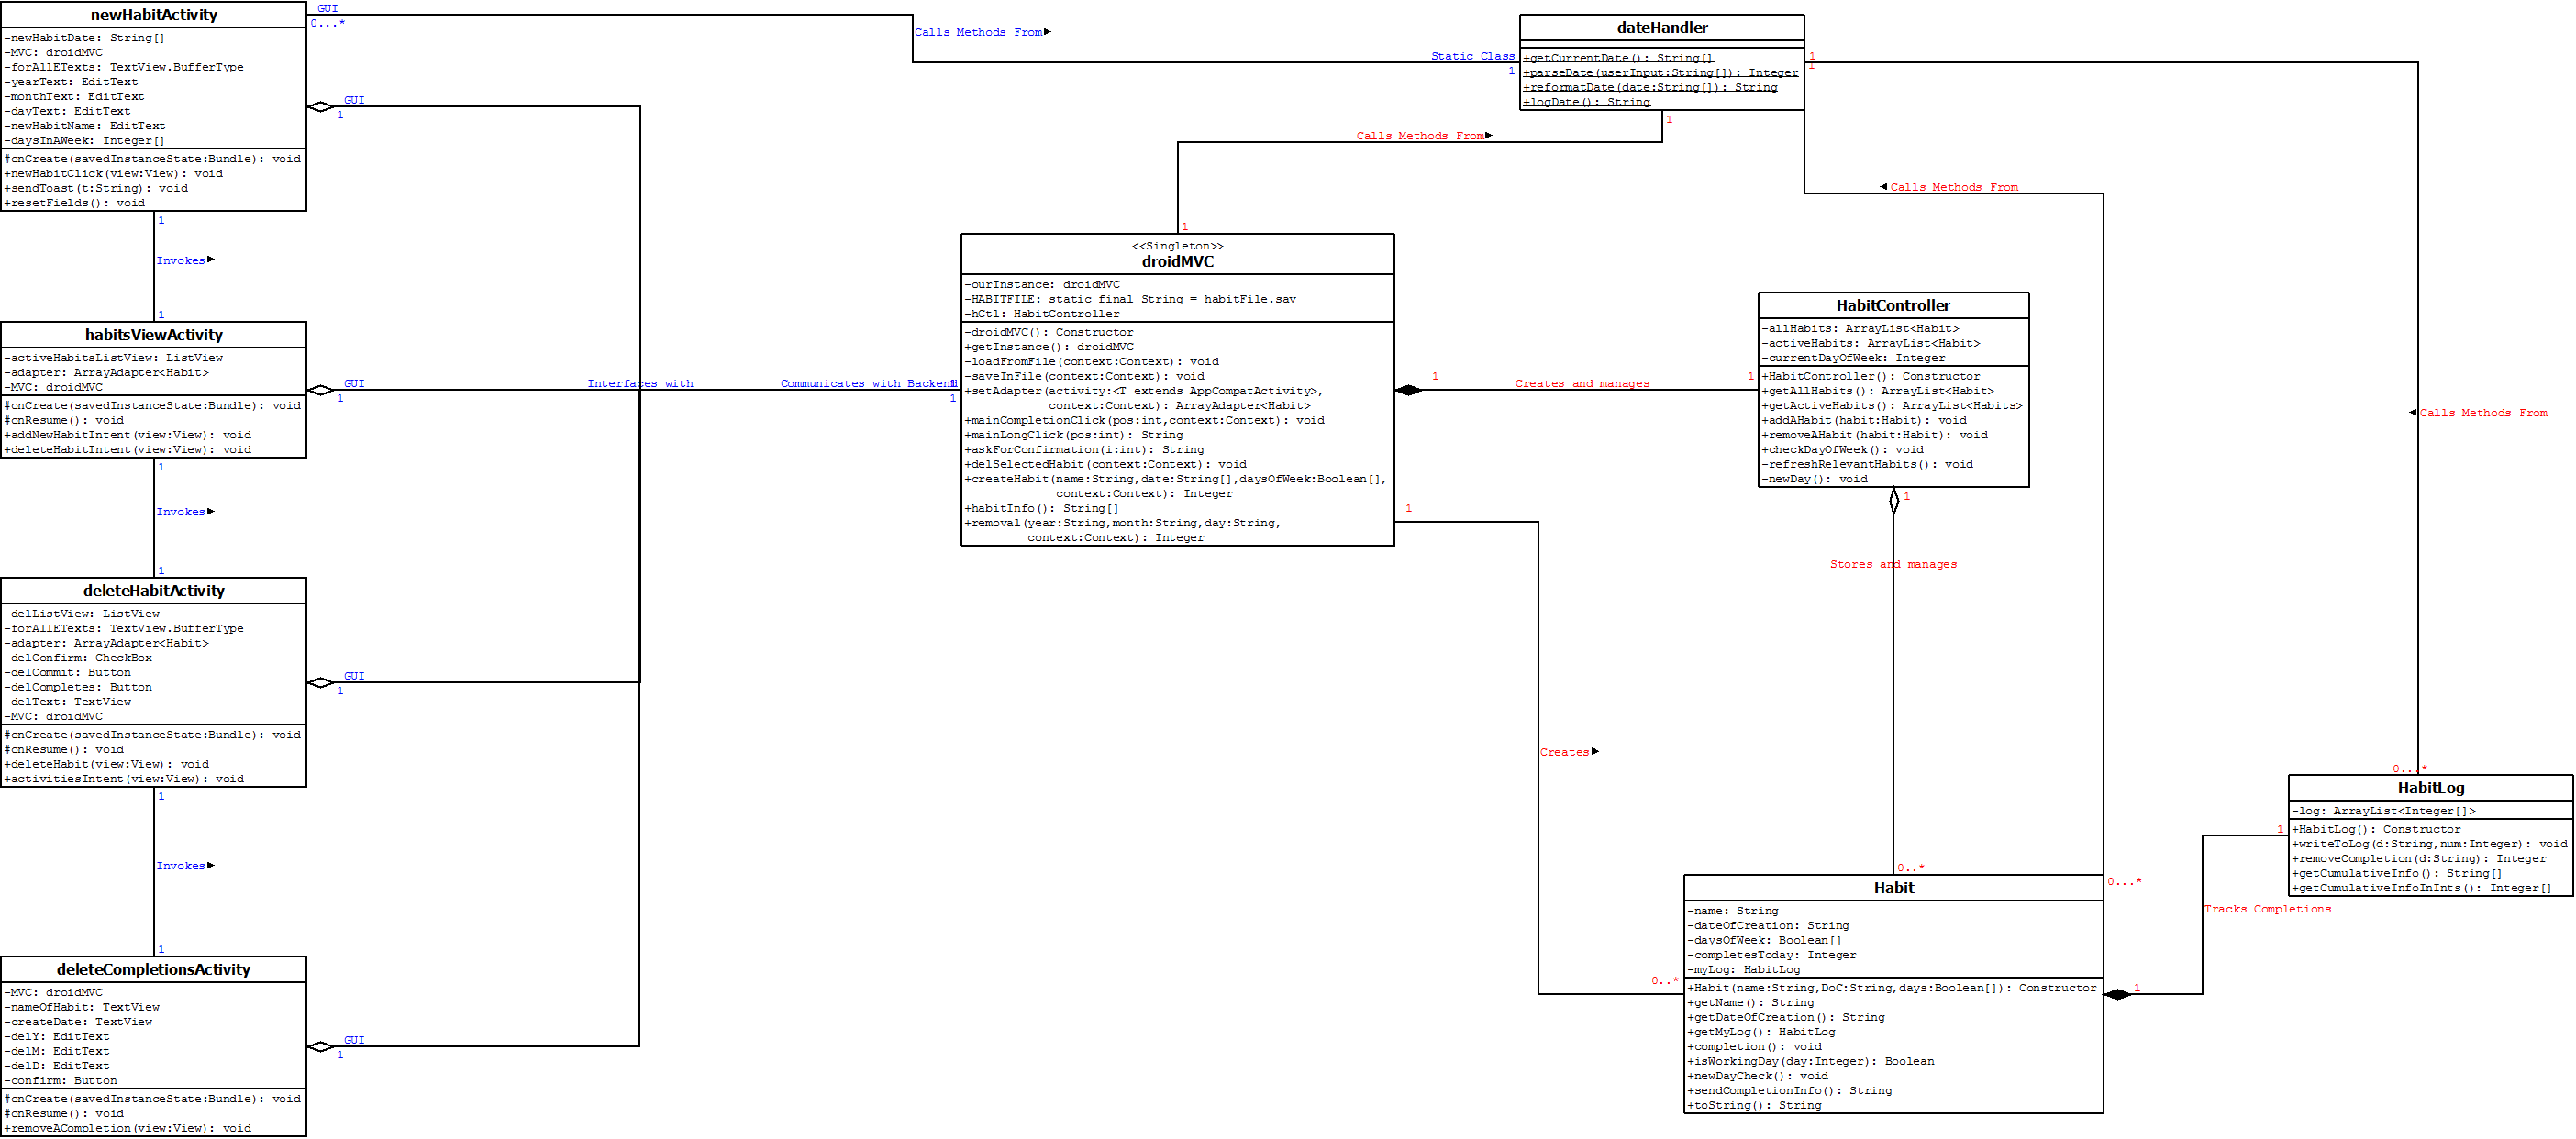 newHabitActivity
-newHabitDate: String[]
-MVC: droidMVC
-forAllETexts: TextView.BufferType
-yearText: EditText
-monthText: EditText
-dayText: EditText
-newHabitName: EditText
-daysInAWeek: Integer[]
#onCreate(savedInstanceState:Bundle): void
+newHabitClick(view:View): void
+sendToast(t:String): void
+resetFields(): void
GUI
0...*
Calls Methods From
Static Class
1
GUI
1
1
Invokes
1
habitsViewActivity
-activeHabitsListView: ListView
-adapter: ArrayAdapter<Habit>
-MVC: droidMVC
#onCreate(savedInstanceState:Bundle): void
#onResume(): void
+addNewHabitIntent(view:View): void
+deleteHabitIntent(view:View): void
GUI
1
Interfaces with
Communicates with Backend
1
1
Invokes
1
deleteHabitActivity
-delListView: ListView
-forAllETexts: TextView.BufferType
-adapter: ArrayAdapter<Habit>
-delConfirm: CheckBox
-delCommit: Button
-delCompletes: Button
-delText: TextView
-MVC: droidMVC
#onCreate(savedInstanceState:Bundle): void
#onResume(): void
+deleteHabit(view:View): void
+activitiesIntent(view:View): void
GUI
1
1
Invokes
1
deleteCompletionsActivity
-MVC: droidMVC
-nameOfHabit: TextView
-createDate: TextView
-delY: EditText
-delM: EditText
-delD: EditText
-confirm: Button
#onCreate(savedInstanceState:Bundle): void
#onResume(): void
+removeACompletion(view:View): void
GUI
1
dateHandler
+getCurrentDate(): String[]
+parseDate(userInput:String[]): Integer
+reformatDate(date:String[]): String
+logDate(): String
1
1
1
Calls Methods From
1
Calls Methods From
Calls Methods From
<<Singleton>>
droidMVC
-ourInstance: droidMVC
-HABITFILE: static final String = habitFile.sav
-hCtl: HabitController
-droidMVC(): Constructor
+getInstance(): droidMVC
-loadFromFile(context:Context): void
-saveInFile(context:Context): void
+setAdapter(activity:<T extends AppCompatActivity>,
context:Context): ArrayAdapter<Habit>
+mainCompletionClick(pos:int,context:Context): void
+mainLongClick(pos:int): String
+askForConfirmation(i:int): String
+delSelectedHabit(context:Context): void
+createHabit(name:String,date:String[],daysOfWeek:Boolean[],
context:Context): Integer
+habitInfo(): String[]
+removal(year:String,month:String,day:String,
context:Context): Integer
1
Creates and manages
1
HabitController
-allHabits: ArrayList<Habit>
-activeHabits: ArrayList<Habit>
-currentDayOfWeek: Integer
+HabitController(): Constructor
+getAllHabits(): ArrayList<Habit>
+getActiveHabits(): ArrayList<Habits>
+addAHabit(habit:Habit): void
+removeAHabit(habit:Habit): void
+checkDayOfWeek(): void
-refreshRelevantHabits(): void
-newDay(): void
1
Stores and manages
0..*
1
Creates
0..*
Habit
-name: String
-dateOfCreation: String
-daysOfWeek: Boolean[]
-completesToday: Integer
-myLog: HabitLog
+Habit(name:String,DoC:String,days:Boolean[]): Constructor
+getName(): String
+getDateOfCreation(): String
+getMyLog(): HabitLog
+completion(): void
+isWorkingDay(day:Integer): Boolean
+newDayCheck(): void
+sendCompletionInfo(): String
+toString(): String
0...*
1
Tracks Completions
1
0...*
HabitLog
-log: ArrayList<Integer[]>
+HabitLog(): Constructor
+writeToLog(d:String,num:Integer): void
+removeCompletion(d:String): Integer
+getCumulativeInfo(): String[]
+getCumulativeInfoInInts(): Integer[]